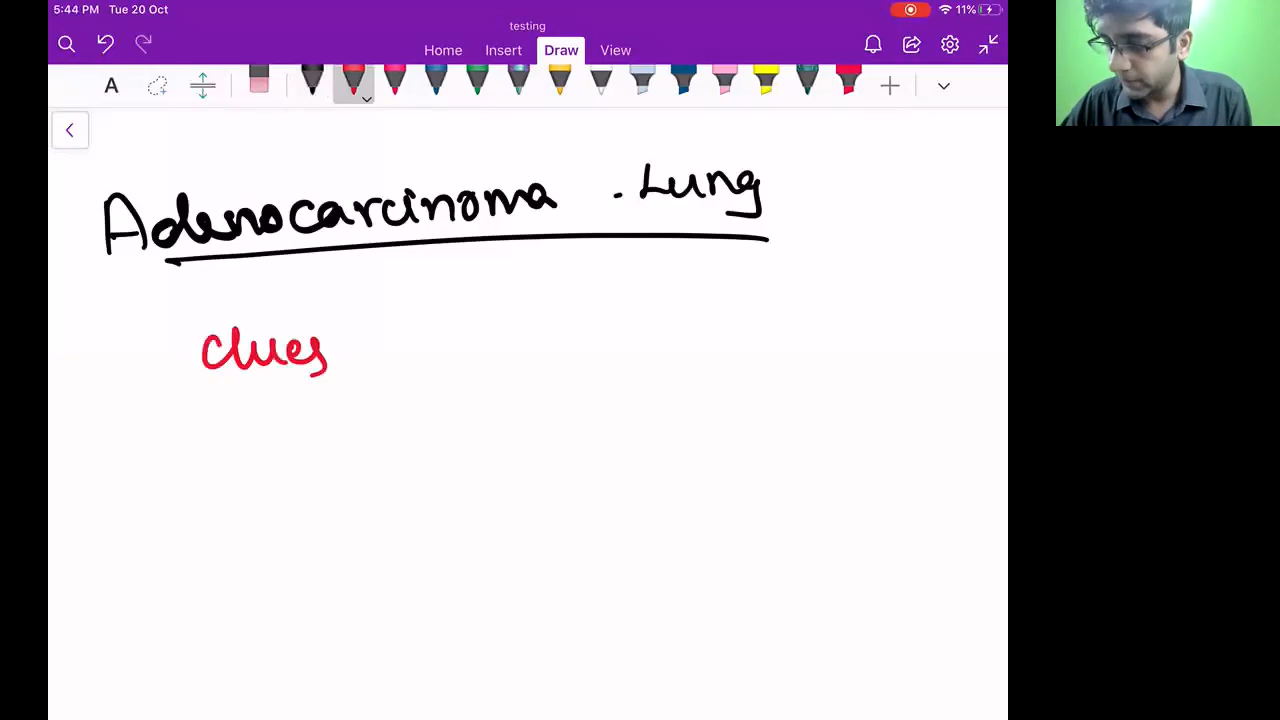 5:44 PM Tue 20 Oct
11%
testing
Home Insert Draw View
A
Adenocarcinoma . Lung
clues